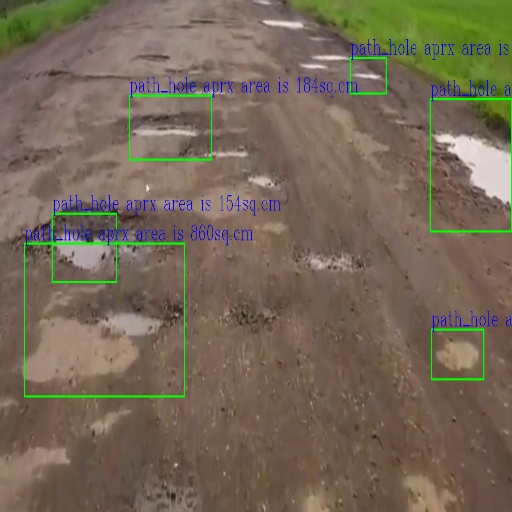 path_hole aprx area is
path_hole aprx area is 184sq.cm
path_hole a
path_hole aprx area is 154sq.cm
path_hole aprx area is 860sq.cm
path_hole a